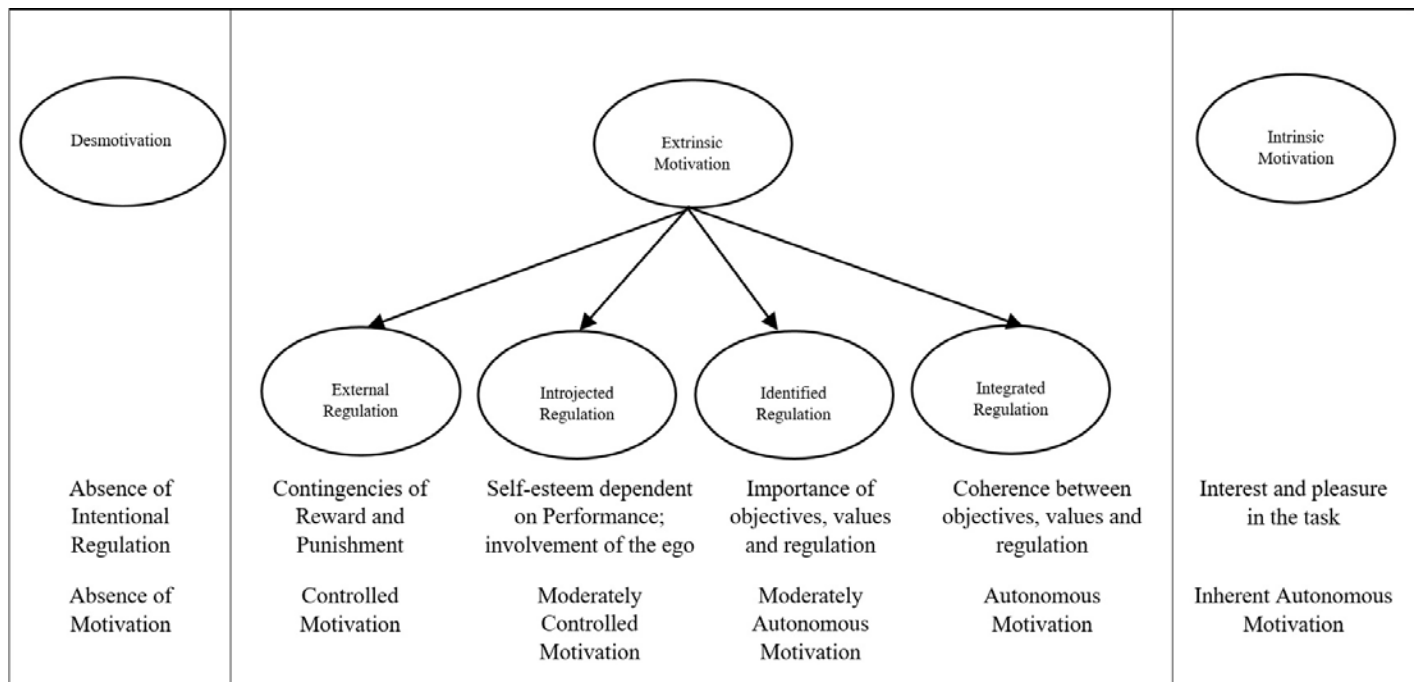 Desmotivation
Extrinsic
Motivation
Intrinsic
Motivation
External
Regulation
Introjected
Regulation
Identified
Regulation
Integrated
Regulation
Absence of
Intentional
Regulation
Contingencies of
Reward and
Punishment
Self-esteem dependent
on Performance;
involvement of the ego
Importance of
objectives, values
and regulation
Coherence between
objectives, values and
regulation
Interest and pleasure
in the task
Absence of
Motivation
Controlled
Motivation
Moderately
Controlled
Motivation
Moderately
Autonomous
Motivation
Autonomous
Motivation
Inherent Autonomous
Motivation